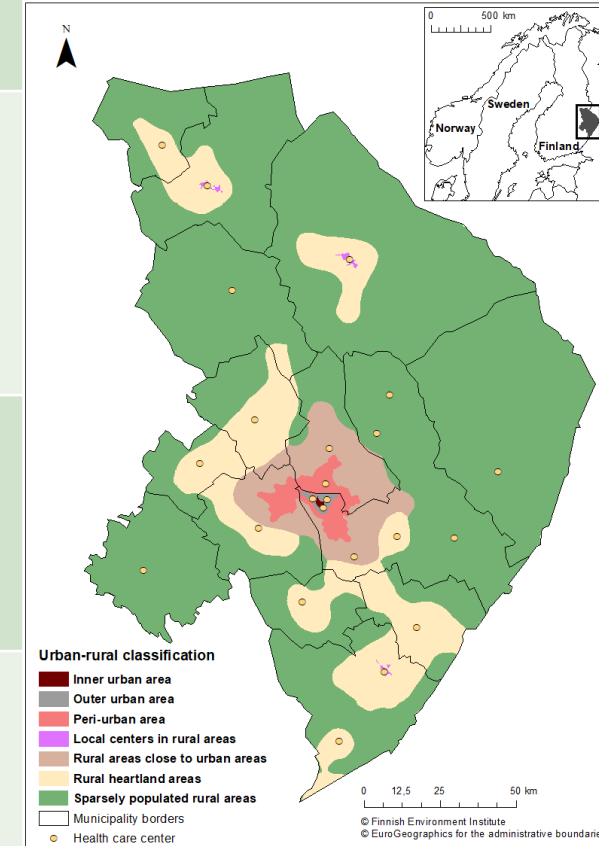 N
0 500 km
Sweden
Norway
Finland
Urban-rural classification
Inner urban area
Outer urban area
Peri-urban area
Local centers in rural areas
Rural areas close to urban areas
Rural heartland areas
Sparsely populated rural areas
Municipality borders
Health care center
0 12,5 25 50 km
© Finnish Environment Institute
© EuroGeographics for the administrative boundarie